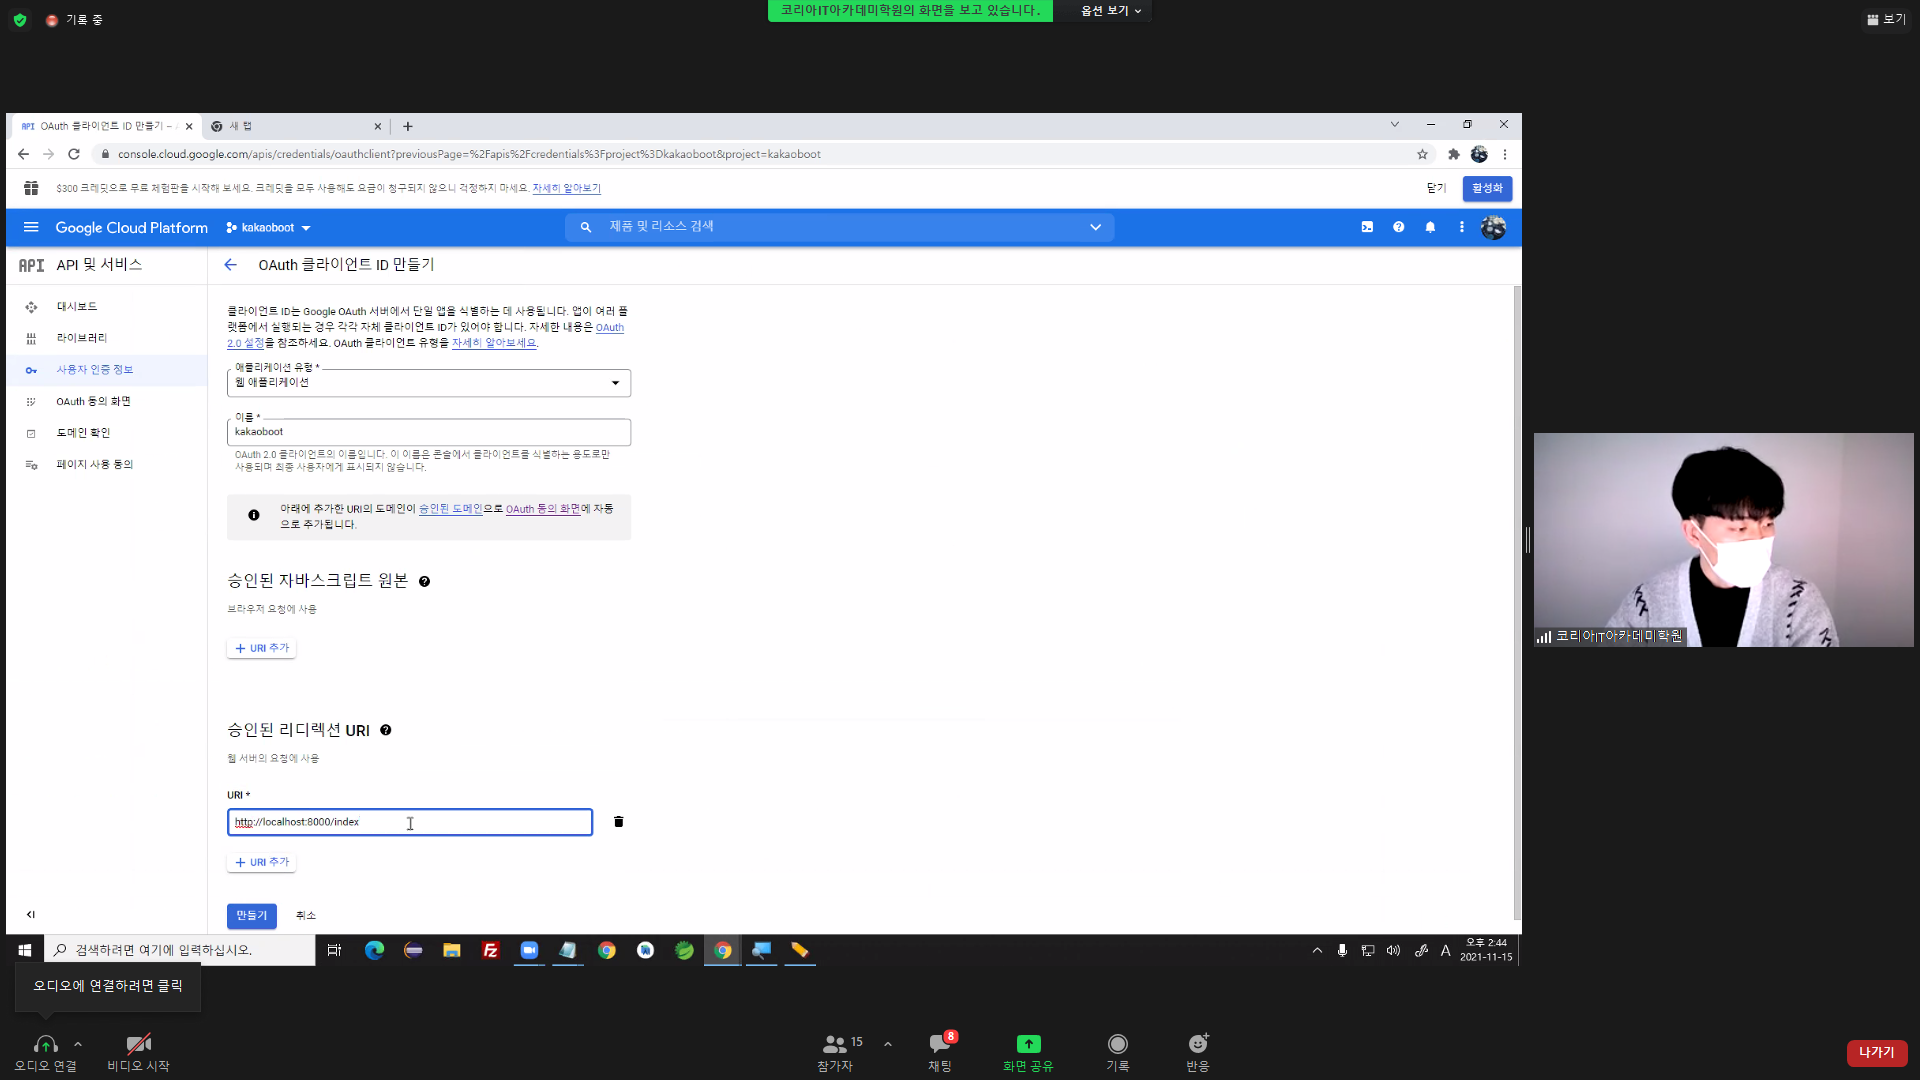 기록 중
코리아IT아카데미학원의 화면을 보고 있습니다.
옵션 보기
보기
API OAuth 클라이언트 ID 만들기 –
새 탭
console.cloud.google.com/apis/credentials/oauthclient?previousPage=%2Fapis%2Fcredentials%3Fproject%3Dkakaoboot&project=kakaoboot
$300 크레딧으로 무료 체험판을 시작해 보세요. 크레딧을 모두 사용해도 요금이 청구되지 않으니 걱정하지 마세요. 자세히 알아보기
닫기
활성화
Google Cloud Platform
kakaoboot
제품 및 리소스 검색
API API 및 서비스
OAuth 클라이언트 ID 만들기
대시보드
라이브러리
사용자 인증 정보
OAuth 동의 화면
도메인 확인
페이지 사용 동의
클라이언트 ID는 Google OAuth 서버에서 단일 앱을 식별하는 데 사용됩니다. 앱이 여러 플
랫폼에서 실행되는 경우 각각 자체 클라이언트 ID가 있어야 합니다. 자세한 내용은 OAuth
2.0 설정을 참조하세요. OAuth 클라이언트 유형을 자세히 알아보세요.
애플리케이션 유형 *
웹 애플리케이션
이름 *
kakaoboot
OAuth 2.0 클라이언트의 이름입니다. 이 이름은 콘솔에서 클라이언트를 식별하는 용도로만
사용되며 최종 사용자에게 표시되지 않습니다.
아래에 추가한 URI의 도메인이 승인된 도메인으로 OAuth 동의 화면에 자동
으로 추가됩니다.
승인된 자바스크립트 원본
브라우저 요청에 사용
+ URI 추가
승인된 리디렉션 URI
웹 서버의 요청에 사용
URI *
http://localhost:8000/index
+ URI 추가
만들기
취소
코리아IT아카데미학원
검색하려면 여기에 입력하십시오.
A
오후 2:44
2021-11-15
오디오에 연결하려면 클릭
오디오 연결
비디오 시작
15
참가자
8
채팅
화면 공유
기록
반응
나가기